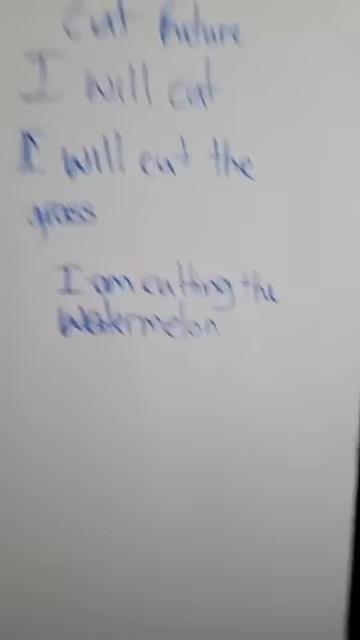 Cut Future
I will cut
I will cut the
grass
I am cutting the
Watermelon